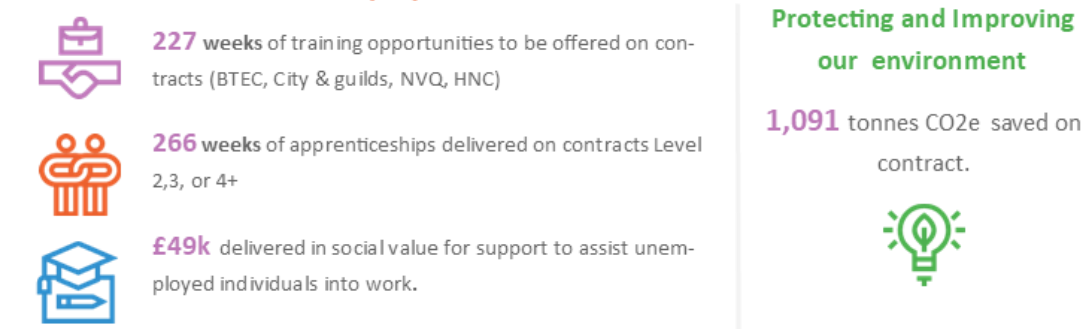 227 weeks of training opportunities to be offered on con-
tracts (BTEC, City & guilds, NVQ, HNC)
266 weeks of apprenticeships delivered on contracts Level
2,3, or 4+
£49k delivered in social value for support to assist unem-
ployed individuals into work.
Protecting and Improving
our environment
1,091 tonnes CO2e saved on
contract.